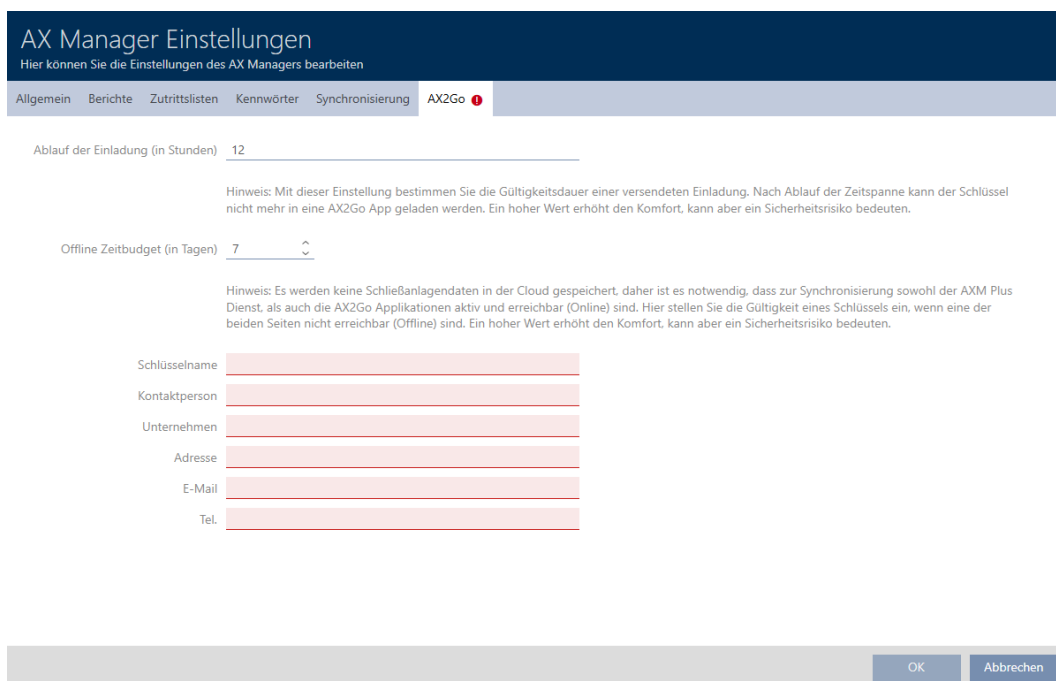 AX Manager Einstellungen
Hier können Sie die Einstellungen des AX Managers bearbeiten
Allgemein Berichte Zutrittslisten Kennwörter Synchronisierung AX2Go
Ablauf der Einladung (in Stunden) 12
Hinweis: Mit dieser Einstellung bestimmen Sie die Gültigkeitsdauer einer versendeten Einladung. Nach Ablauf der Zeitspanne kann der Schlüssel
nicht mehr in eine AX2Go App geladen werden. Ein hoher Wert erhöht den Komfort, kann aber ein Sicherheitsrisiko bedeuten.
Offline Zeitbudget (in Tagen) 7
Hinweis: Es werden keine Schließanlagendaten in der Cloud gespeichert, daher ist es notwendig, dass zur Synchronisierung sowohl der AXM Plus
Dienst, als auch die AX2Go Applikationen aktiv und erreichbar (Online) sind. Hier stellen Sie die Gültigkeit eines Schlüssels ein, wenn eine der
beiden Seiten nicht erreichbar (Offline) sind. Ein hoher Wert erhöht den Komfort, kann aber ein Sicherheitsrisiko bedeuten.
Schlüsselname
Kontaktperson
Unternehmen
Adresse
E-Mail
Tel.
OK Abbrechen